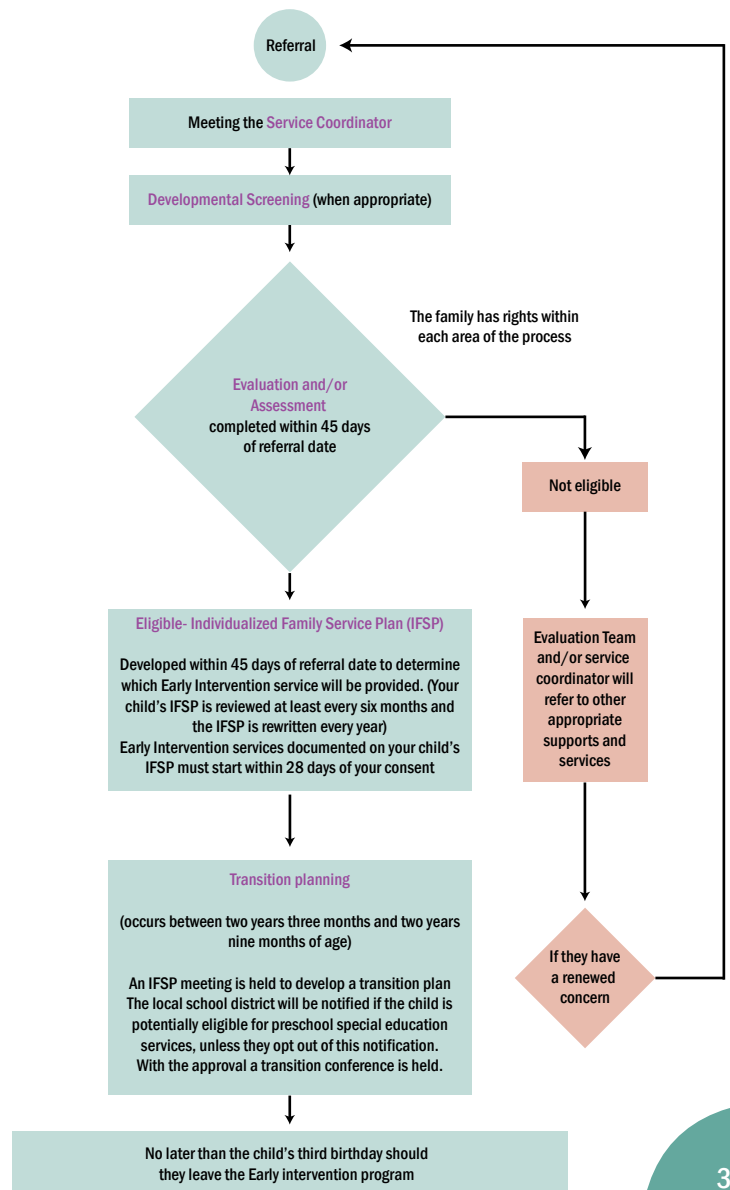 Referral
Meeting the Service Coordinator
Developmental Screening (when appropriate)
The family has rights within
each area of the process
Evaluation and/or
Assessment
completed within 45 days
of referral date
Not eligible
Eligible- Individualized Family Service Plan (IFSP)
Developed within 45 days of referral date to determine
which Early Intervention service will be provided. (Your
child's IFSP is reviewed at least every six months and
the IFSP is rewritten every year)
Early Intervention services documented on your child's
IFSP must start within 28 days of your consent
Evaluation Team
and/or service
coordinator will
refer to other
appropriate
supports and
services
Transition planning
(occurs between two years three months and two years
nine months of age)
An IFSP meeting is held to develop a transition plan
The local school district will be notified if the child is
potentially eligible for preschool special education
services, unless they opt out of this notification.
With the approval a transition conference is held.
If they have
a renewed
concern
No later than the child's third birthday should
they leave the Early intervention program
3